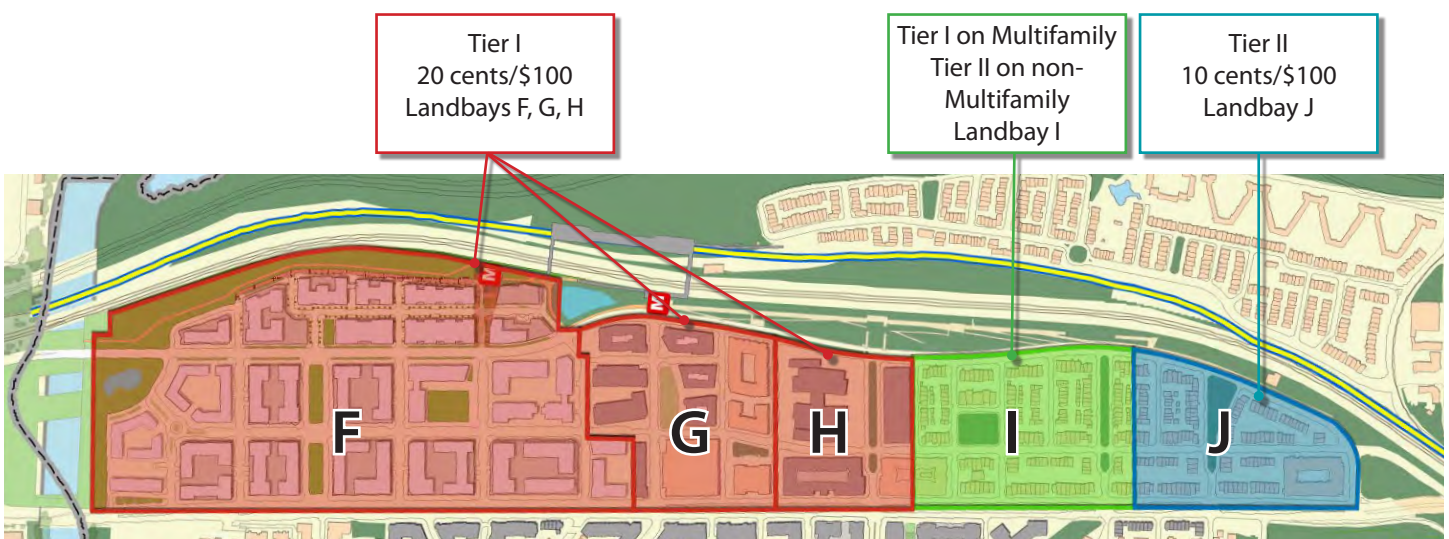 Tier I
20 cents/$100
Landbays F, G, H
Tier I on Multifamily
Tier II on non-
Multifamily
Landbay I
Tier II
10 cents/$100
Landbay J
M
M
F
G
H
I
J